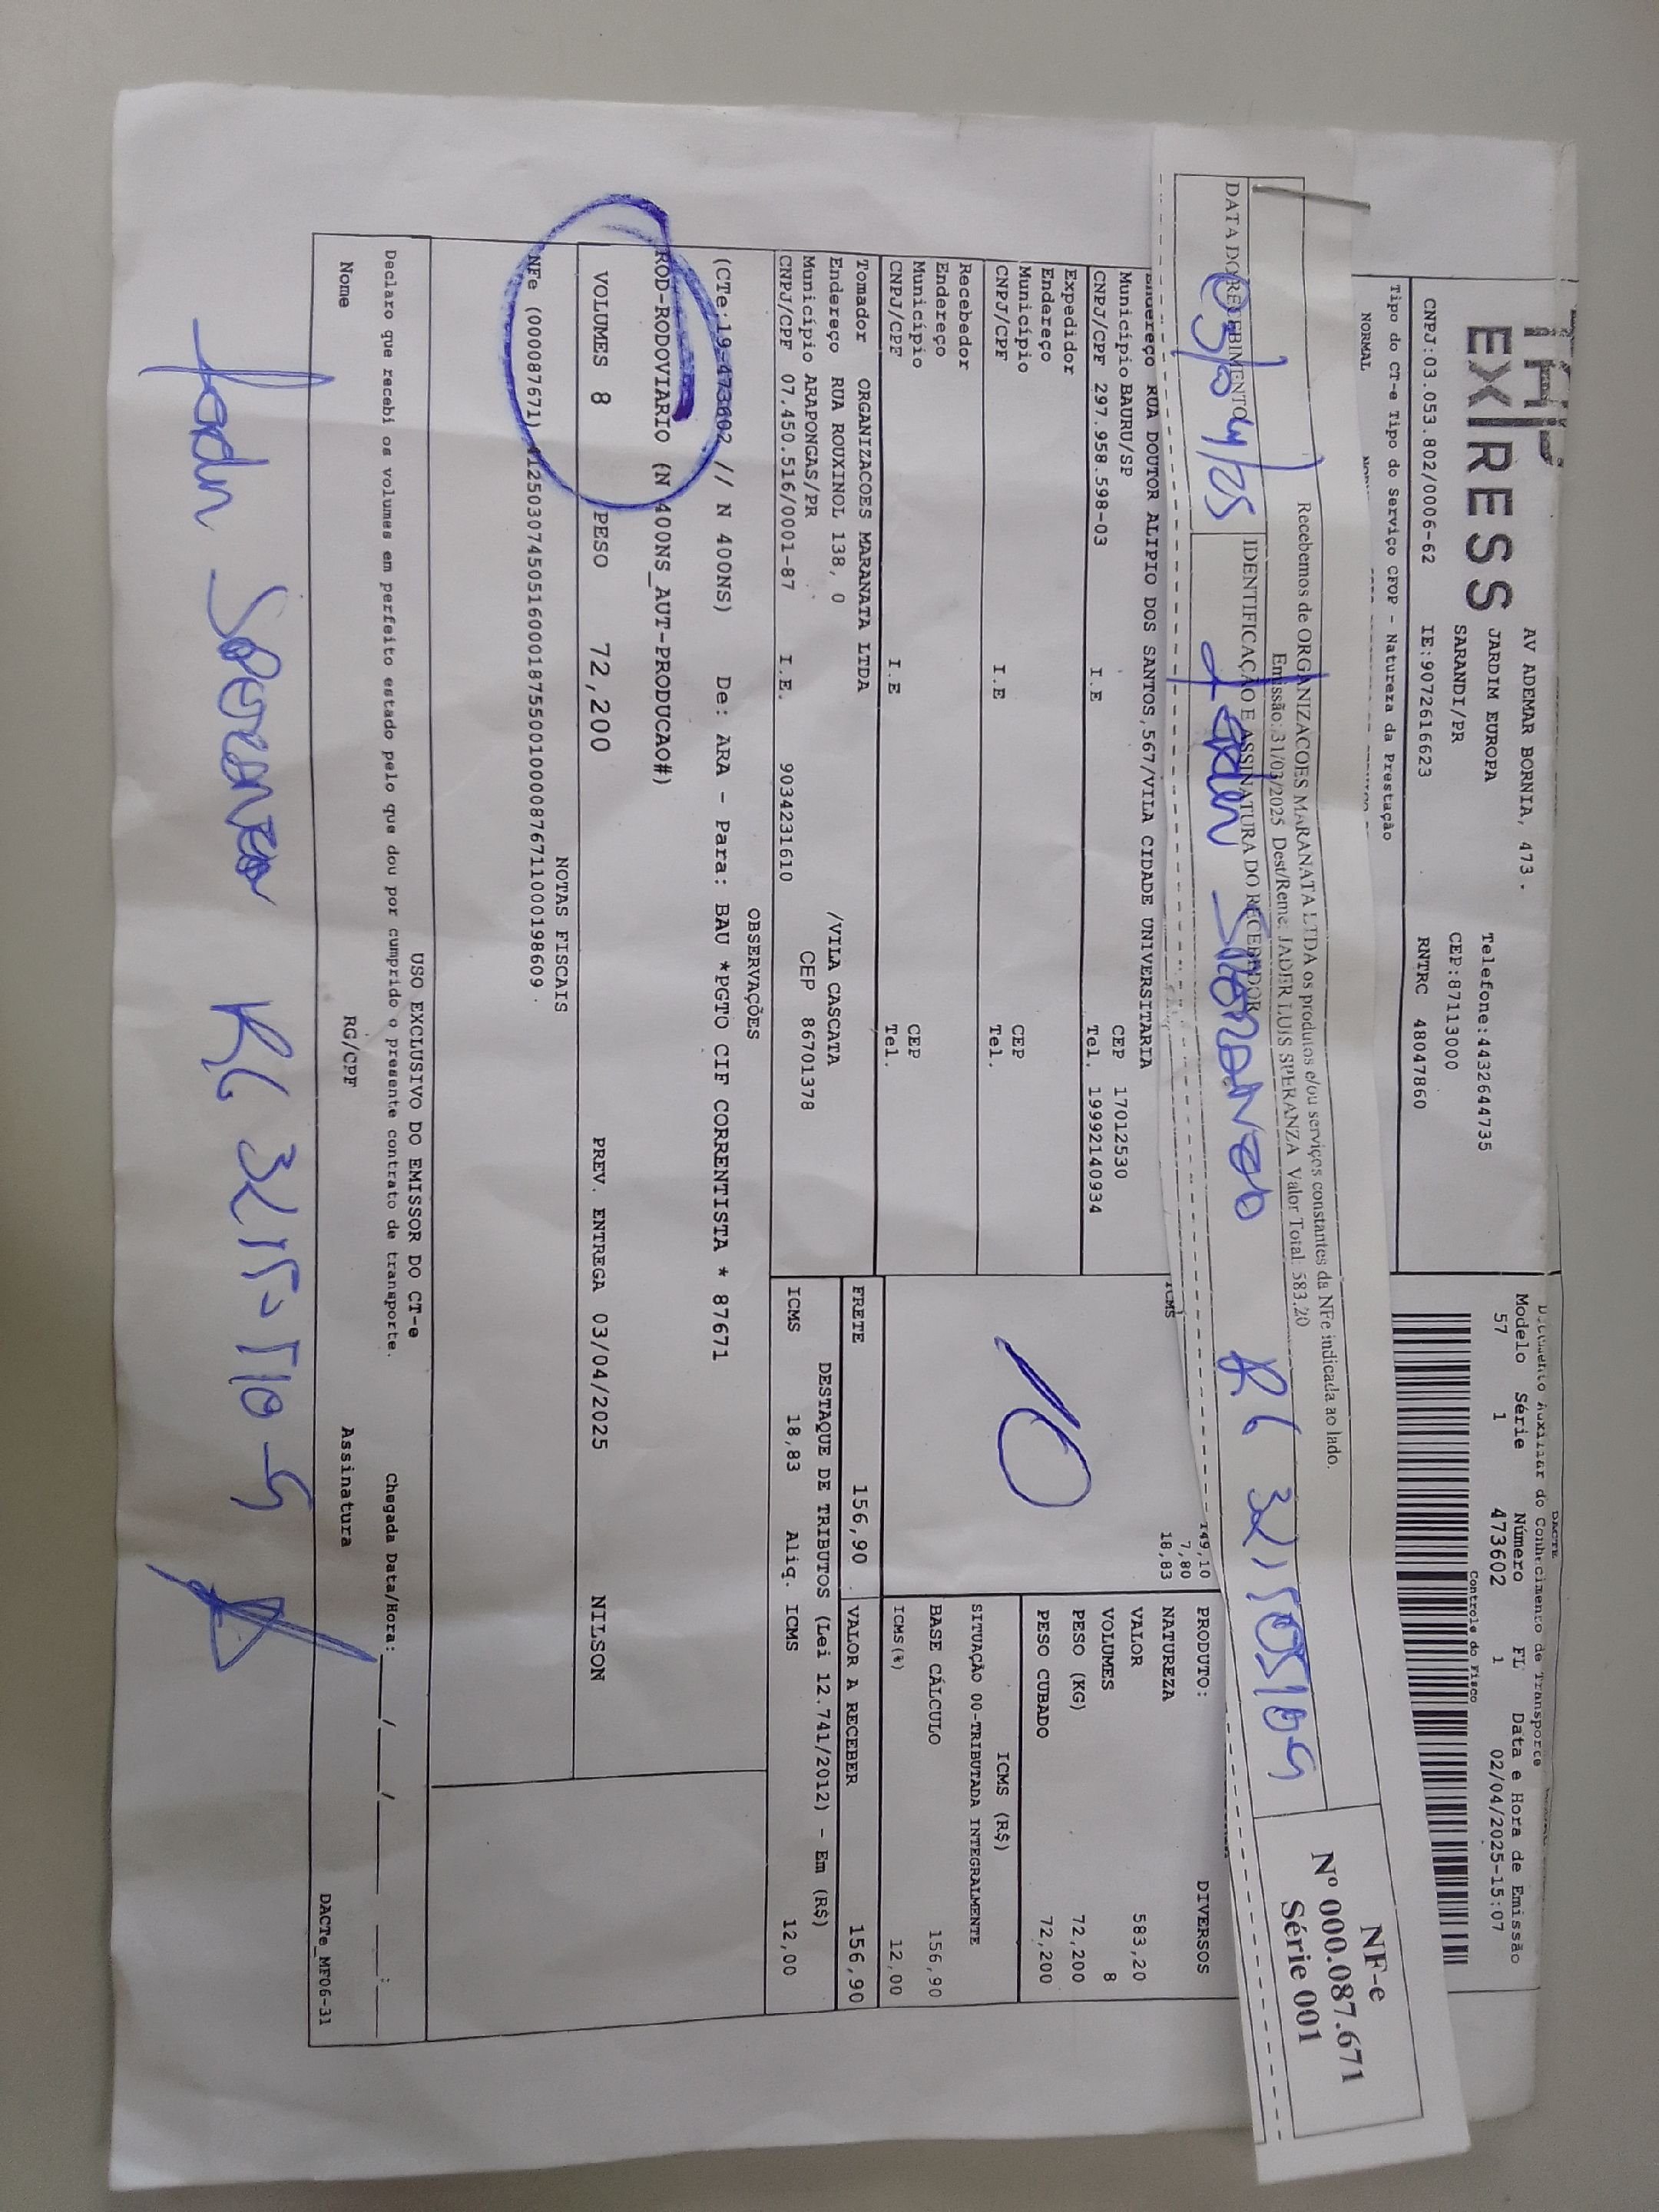 EXPRESS
AV ADEMAR BORNIA, 473.
JARDIM EUROPA
SARANDI/PR
Telefone:4432644735
CEP:87113000
CNPJ:03.053.802/0006-62 IE:9072616623 RNTRC 48047860
Tipo do CT-e Tipo do Serviço CFOP - Natureza da Prestação
NORMAL
DACTE
Documento Auxiliar do Conhecimento de Transporte
Modelo Série Número FL Data e Hora de Emissão
57 1 473602 1 02/04/2025-15:07
Controle do Fisco
Recebemos de ORGANIZACOES MARANATA LTDA os produtos e/ou serviços constantes da NFe indicada ao lado.
Emissão: 31/03/2025 Dest/Reme: JADER LUIS SPERANZA Valor Total: 583.20
DATA DO RECEBIMENTO
IDENTIFICAÇÃO E ASSINATURA DO RECEBEDOR
03/04/25
NF-e
Nº 000.087.671
Série 001
Endereço RUA DOUTOR ALIPIO DOS SANTOS,567/VILA CIDADE UNIVERSITARIA
Município BAURU/SP CEP 17012530
CNPJ/CPF 297.958.598-03 I.E Tel. 19992140934
Expedidor
Endereço
Município CEP
CNPJ/CPF I.E Tel.
Recebedor
Endereço
Município CEP
CNPJ/CPF I.E Tel.
Tomador ORGANIZACOES MARANATA LTDA
Endereço RUA ROUXINOL 138, 0 /VILA CASCATA
Município ARAPONGAS/PR CEP 86701378
CNPJ/CPF 07.450.516/0001-87 I.E. 9034231610
149,10
7,80
ICMS 18,83
FRETE 156,90
VALOR A RECEBER 156,90
PRODUTO: DIVERSOS
NATUREZA
VALOR 583,20
VOLUMES 8
PESO (KG) 72,200
PESO CUBADO 72,200
ICMS (R$)
SITUAÇÃO 00-TRIBUTADA INTEGRALMENTE
BASE CÁLCULO 156,90
ICMS(%) 12,00
DESTAQUE DE TRIBUTOS (Lei 12.741/2012) - Em (R$)
ICMS 18,83 Aliq. ICMS 12,00
OBSERVAÇÕES
(CTe:19-473602 // N 400NS) De: ARA - Para: BAU *PGTO CIF CORRENTISTA * 87671
ROD-RODOVIARIO (N 400NS_AUT-PRODUCAO#)
VOLUMES 8 PESO 72,200 PREV. ENTREGA 03/04/2025 NILSON
NOTAS FISCAIS
NFe (000087671) 41250307450516000187550010000876711000198609
USO EXCLUSIVO DO EMISSOR DO CT-e
Declaro que recebi os volumes em perfeito estado pelo que dou por cumprido o presente contrato de transporte. Chegada Data/Hora: ____/____/____ ___:___
Nome RG/CPF Assinatura
DACTe_MF06-31